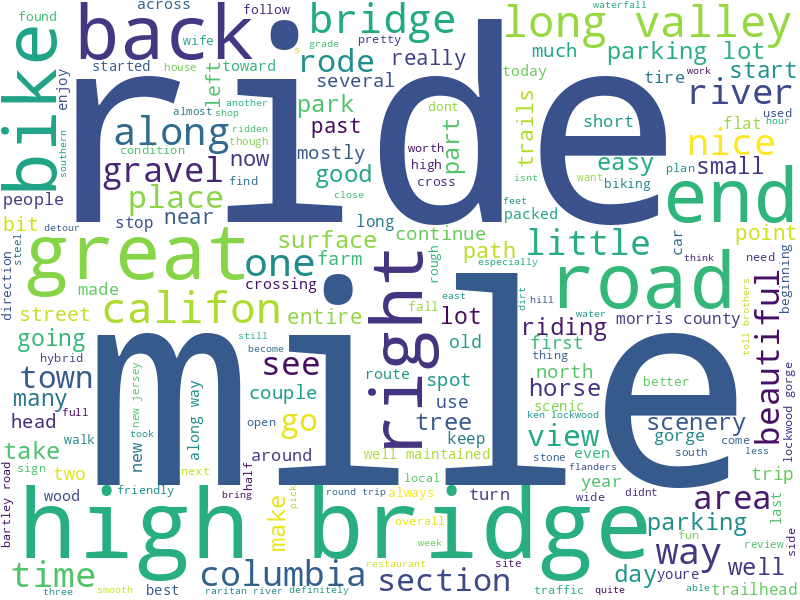 found
across
follow
waterfall
back
bridge
long valley
bike
wife
grade
s
pretty
rode
really
much
parking lot
started
house
toward
several
today
tire
work
start
enjoy
left
ride
almost
another
shop
park
dont
trails
river
used
along
ridden
past
part
short
flat
hour
southern
condition
though
now
mostly
worth
nice
gravel
find
good
high
isnt
want
easy
plan
small
people
place
close
cross
biking
feet
end
bit
stop
near
long
packed
point
detour
steel
surface
continue
little
car
great
one
farm
path
road
think
need
beginning
direction
made
crossing
right
rough
especially
east
dirt
hill
water
toll brothers
beautiful
street
califon
entire
fall
riding
morris county
going
still
become
lot
old
first
thing
north
better
hybrid
see
route
spot
horse
town
new jersey
along way
couple
use
tree
scenic
ken lockwood
scenery
lockwood gorge
many
full
open
go
keep
view
gorge
come
less
head
walk
new
took
around
well maintained
stone
even
south
take
sign
next
half
local
flanders
year
trip
two
bring
mile
bartley road
wood
friendly
round trip
always
turn
wide
didnt
area
last
side
high bridge
make
pick
overall
parking
fun
review
week
way
well
time
columbia
restaurant
site
section
day
youre
three
smooth
best
raritan river
definitely
traffic
quite
able
trailhead